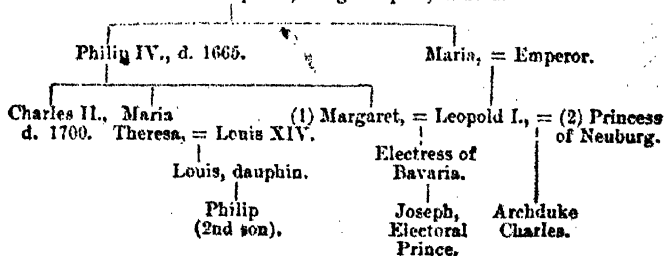 Philip IV., d. 1665. Maria, = Emperor.
Charles II., Maria (1) Margaret, = Leopold I., = (2) Princess
d. 1700. Theresa, = Louis XIV. of Neuburg.
Electress of
Louis, dauphin. Bavaria.
Philip Joseph, Archduke
(2nd son). Electoral Charles.
Prince.